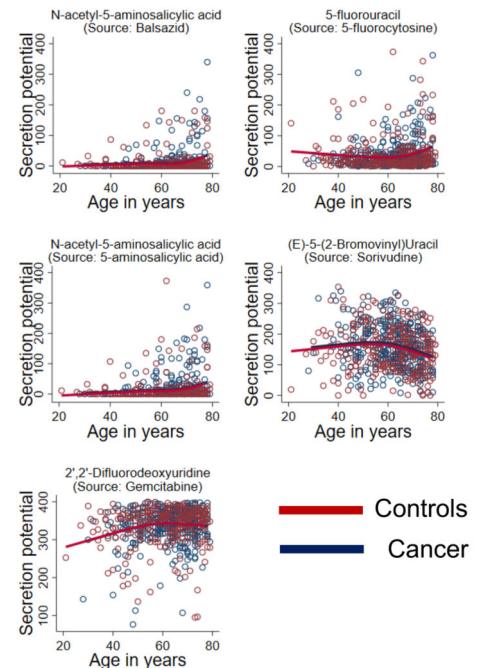 N-acetyl-5-aminosalicylic acid
(Source: Balsazid)
Secretion potential
400
300
200
100
0
20 40 60 80
Age in years
5-fluorouracil
(Source: 5-fluorocytosine)
Secretion potential
400
300
200
100
0
20 40 60 80
Age in years
N-acetyl-5-aminosalicylic acid
(Source: 5-aminosalicylic acid)
Secretion potential
400
300
200
100
0
20 40 60 80
Age in years
(E)-5-(2-Bromovinyl)Uracil
(Source: Sorivudine)
Secretion potential
400
300
200
100
0
20 40 60 80
Age in years
2',2'-Difluorodeoxyuridine
(Source: Gemcitabine)
Secretion potential
400
300
200
100
20 40 60 80
Age in years
Controls
Cancer